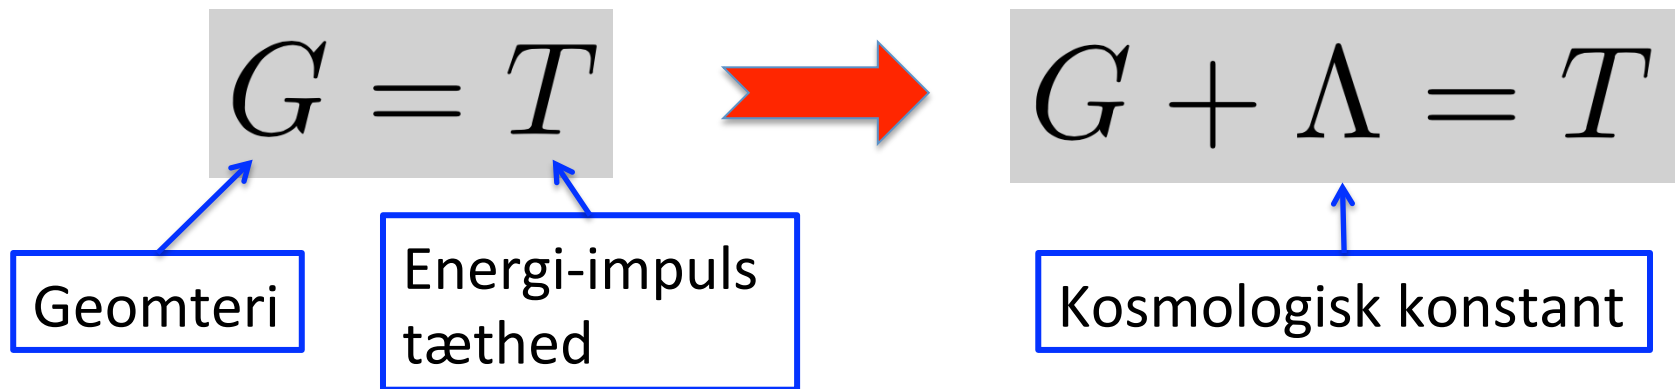 G = T
G + Λ = T
Geomteri
Energi-impuls
tæthed
Kosmologisk konstant